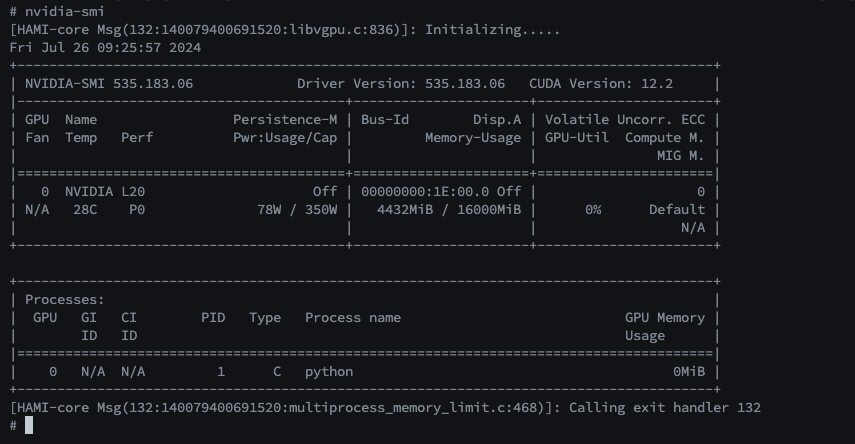 # nvidia-smi
[HAMI-core Msg(132:140079400691520:libvgpu.c:836)]: Initializing.....
Fri Jul 26 09:25:57 2024
+---------------------------------------------------------------------------------------+
| NVIDIA-SMI 535.183.06             Driver Version: 535.183.06   CUDA Version: 12.2     |
|-----------------------------------------+----------------------+----------------------+
| GPU  Name                 Persistence-M | Bus-Id        Disp.A | Volatile Uncorr. ECC |
| Fan  Temp   Perf          Pwr:Usage/Cap |         Memory-Usage | GPU-Util  Compute M. |
|                                         |                      |               MIG M. |
|=========================================+======================+======================|
|   0  NVIDIA L20                     Off | 00000000:1E:00.0 Off |                    0 |
| N/A   28C    P0              78W / 350W |   4432MiB / 16000MiB |      0%      Default |
|                                         |                      |                  N/A |
+-----------------------------------------+----------------------+----------------------+
+---------------------------------------------------------------------------------------+
| Processes:                                                                            |
|  GPU   GI   CI        PID   Type   Process name                            GPU Memory |
|        ID   ID                                                             Usage      |
|=======================================================================================|
|    0   N/A  N/A         1      C   python                                        0MiB |
+---------------------------------------------------------------------------------------+
[HAMI-core Msg(132:140079400691520:multiprocess_memory_limit.c:468)]: Calling exit handler 132
#